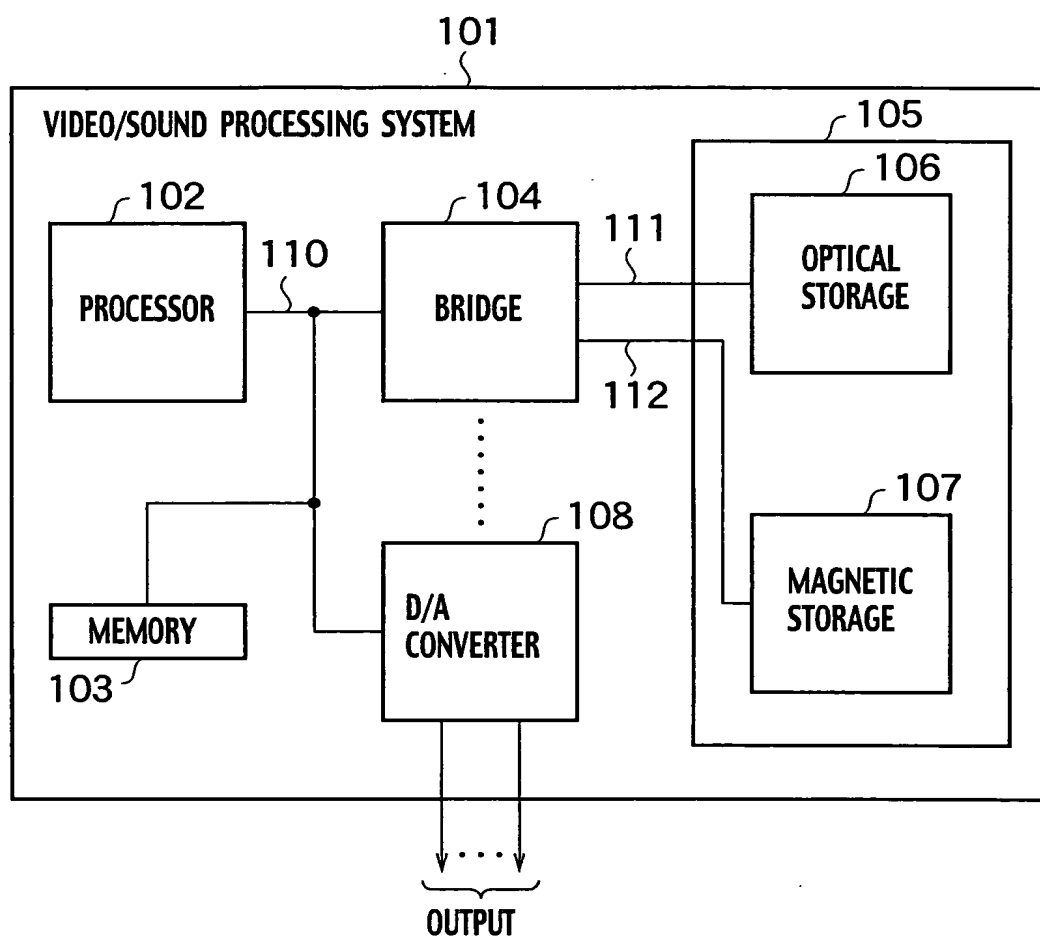 101
VIDEO/SOUND PROCESSING SYSTEM
105
102
104
106
110
111
PROCESSOR
BRIDGE
OPTICAL
STORAGE
112
108
107
MEMORY
103
D/A
CONVERTER
MAGNETIC
STORAGE
OUTPUT